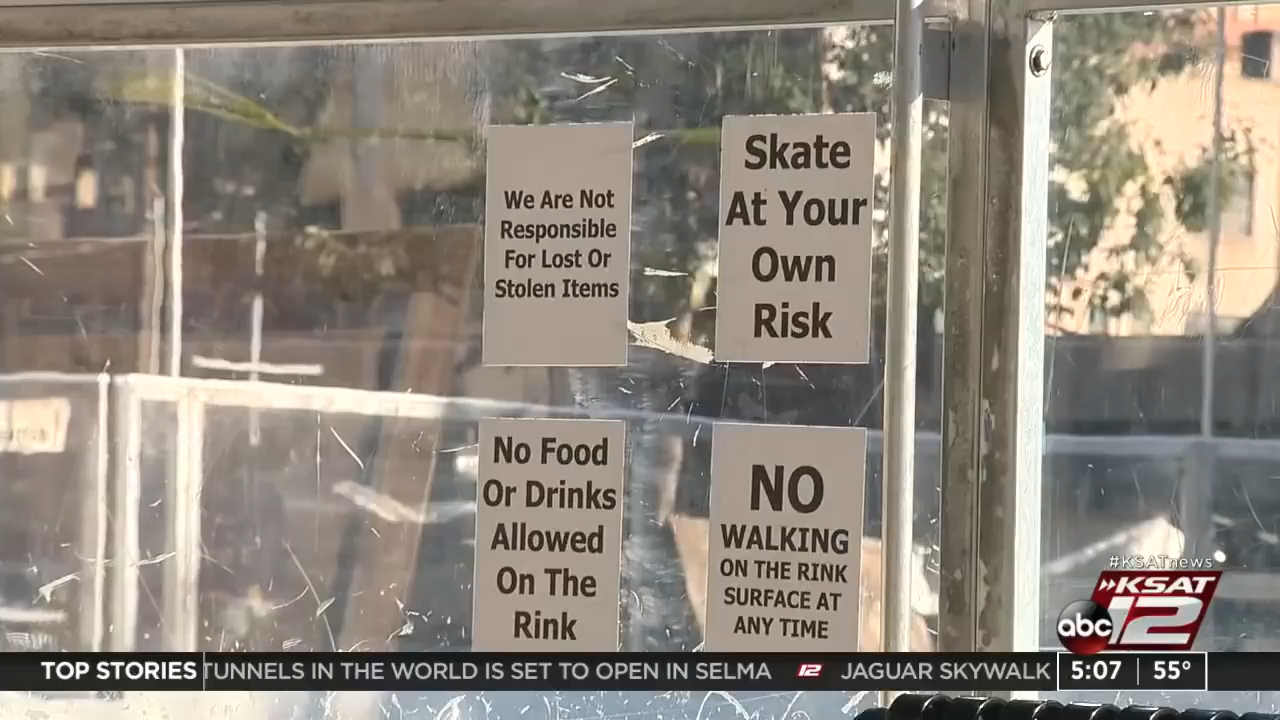 We Are Not
Responsible
For Lost Or
Stolen Items
Skate
At Your
Own
Risk
No Food
Or Drinks
Allowed
On The
Rink
NO
WALKING
ON THE RINK
SURFACE AT
ANY TIME
#KSATnews
KSAT
abc 12
TOP STORIES TUNNELS IN THE WORLD IS SET TO OPEN IN SELMA 12 JAGUAR SKYWALK 5:07 55°